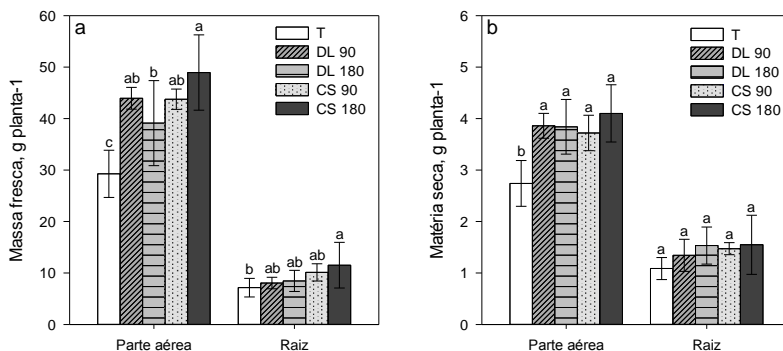 a
Massa fresca, g planta-1
60
50
40
30
20
10
0
T
DL 90
DL 180
CS 90
CS 180
c
ab
b
ab
a
b
ab
ab
ab
a
Parte aérea
Raiz
b
Matéria seca, g planta-1
6
5
4
3
2
1
0
T
DL 90
DL 180
CS 90
CS 180
b
a
a
a
a
a
a
a
a
a
Parte aérea
Raiz